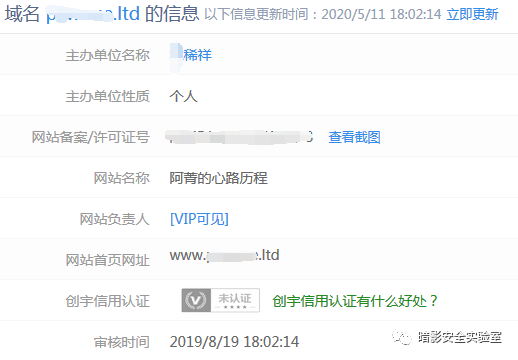 域名 p.ltd 的信息 以下信息更新时间：2020/5/11 18:02:14 立即更新
主办单位名称 稀祥
主办单位性质 个人
网站备案/许可证号 查看截图
网站名称 阿菁的心路历程
网站负责人 [VIP可见]
网站首页网址 www.p.ltd
创宇信用认证 V 未认证 创宇信用认证有什么好处？
审核时间 2019/8/19 18:02:14
暗影安全实验室